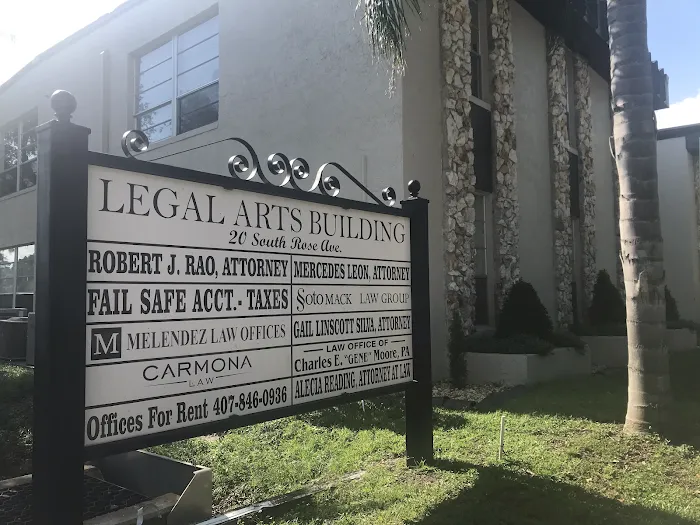 LEGAL ARTS BUILDING
20 South Rose Ave.
ROBERT J. RAO, ATTORNEY
MERCEDES LEON, ATTORNEY
FAIL SAFE ACCT.- TAXES
SOTOMACK LAW GROUP
M MELENDEZ LAW OFFICES
GAIL LINSCOTT SILVA, ATTORNEY
CARMONA
LAW
LAW OFFICE OF
Charles E. "GENE" Moore, PA
Offices For Rent 407-846-0936
ALECIA READING, ATTORNEY AT LAW